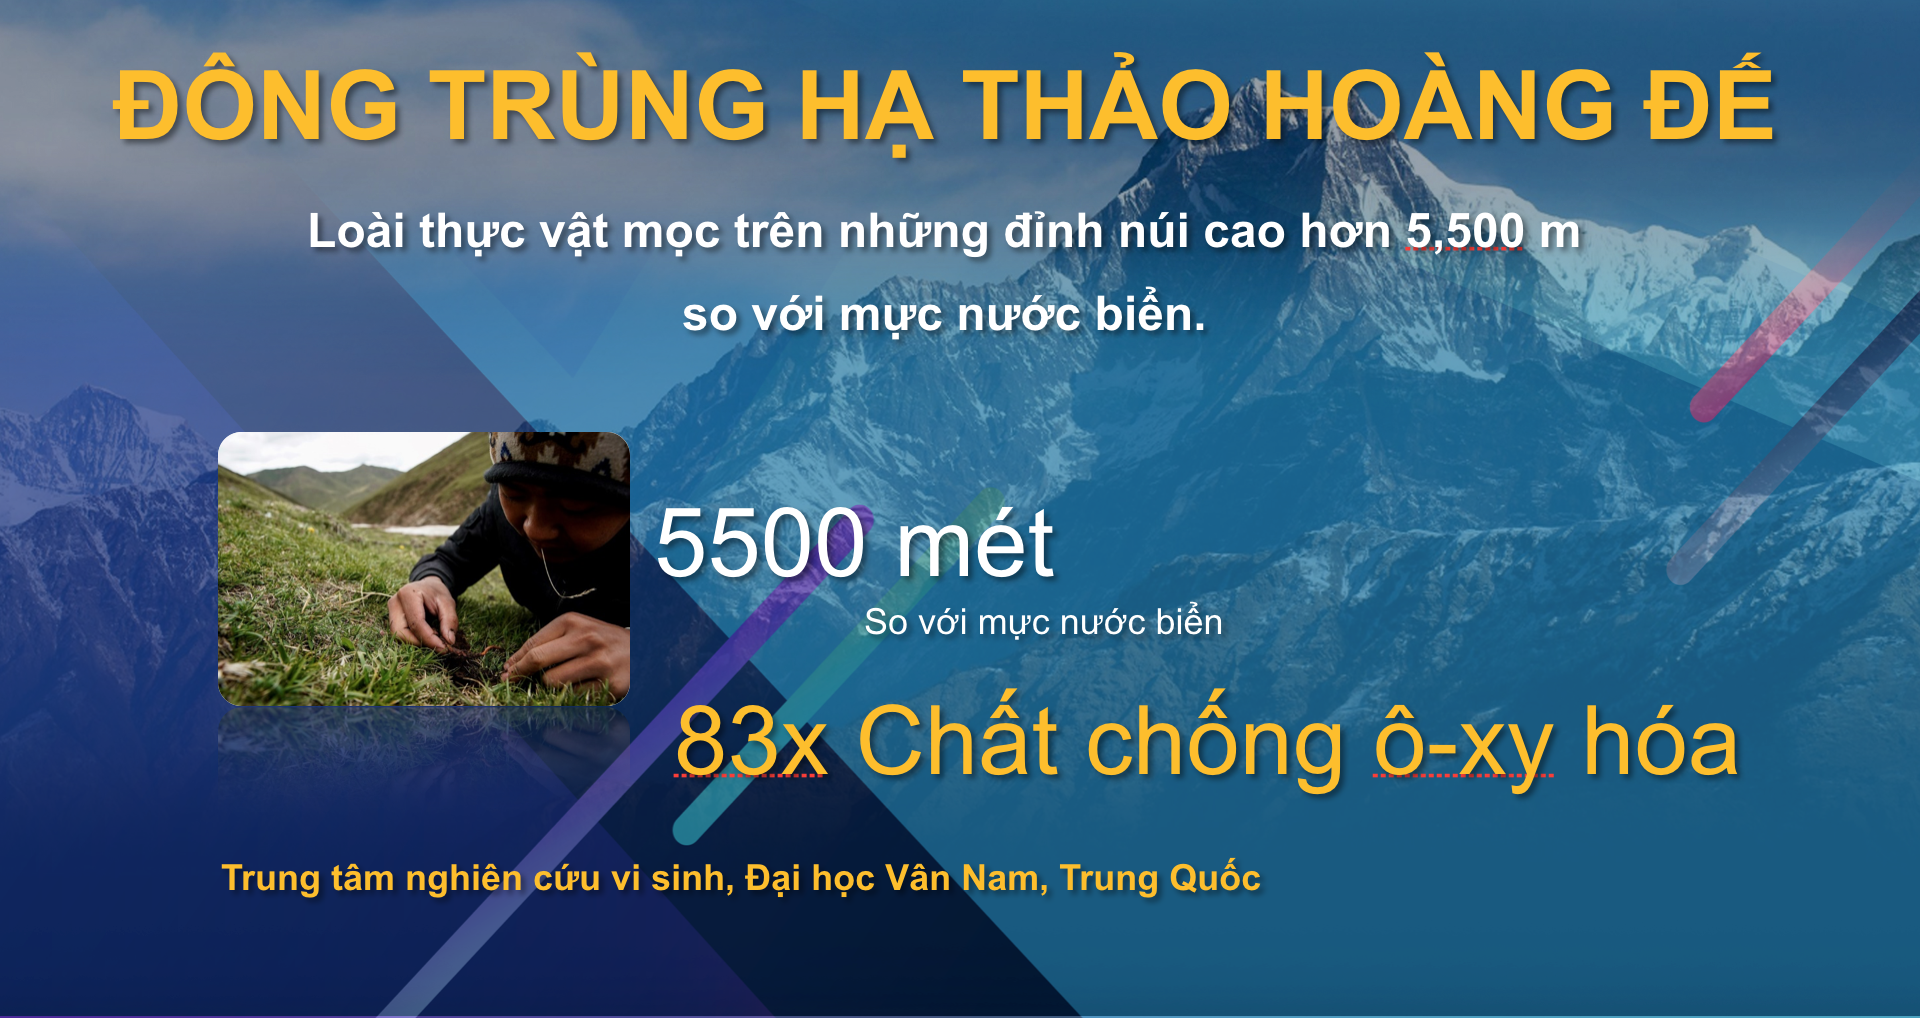 ĐÔNG TRÙNG HẠ THẢO HOÀNG ĐẾ
Loài thực vật mọc trên những đỉnh núi cao hơn 5,500 m
so với mực nước biển.
5500 mét
So với mực nước biển
83x Chất chống ô-xy hóa
Trung tâm nghiên cứu vi sinh, Đại học Vân Nam, Trung Quốc